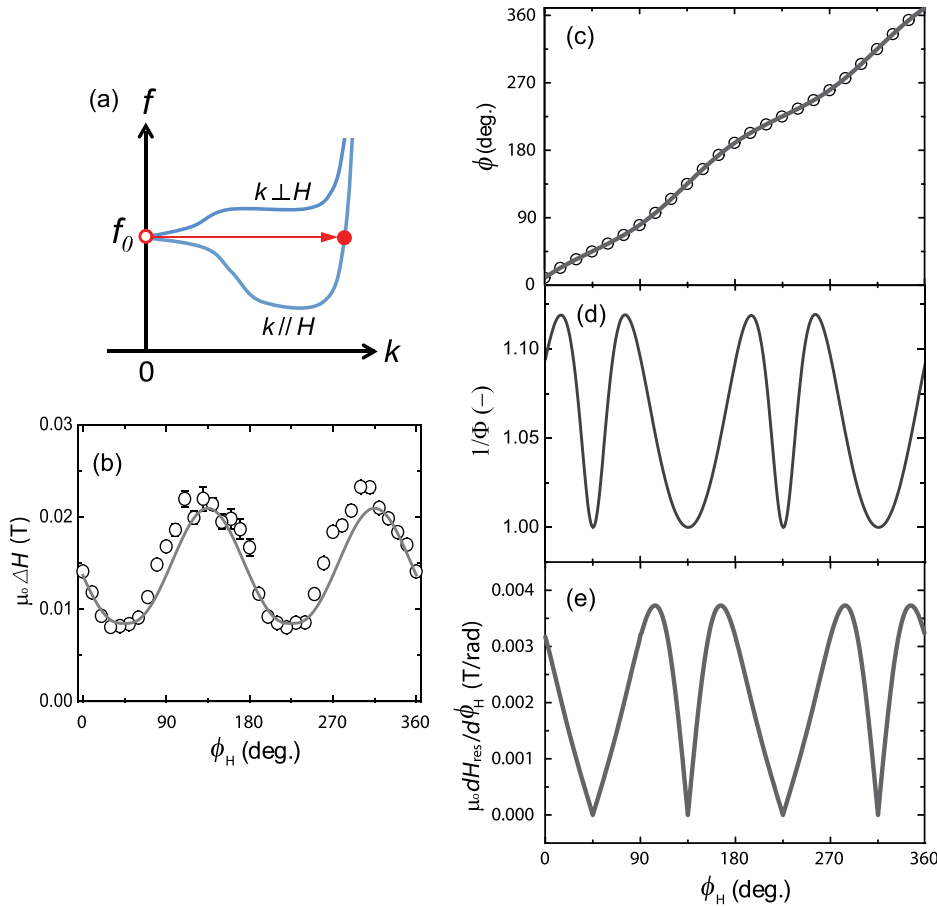 (a)
f
k⊥H
f0
k//H
k
0
(b)
0.03
0.02
0.01
0.00
μ₀ΔH (T)
0 90 180 270 360
ϕH (deg.)
(c)
360
270
180
90
0
ϕ(deg.)
(d)
1.10
1.05
1.00
1/Φ (−)
(e)
0.004
0.003
0.002
0.001
0.000
μ₀dHres/dϕH (T/rad)
0 90 180 270 360
ϕH (deg.)